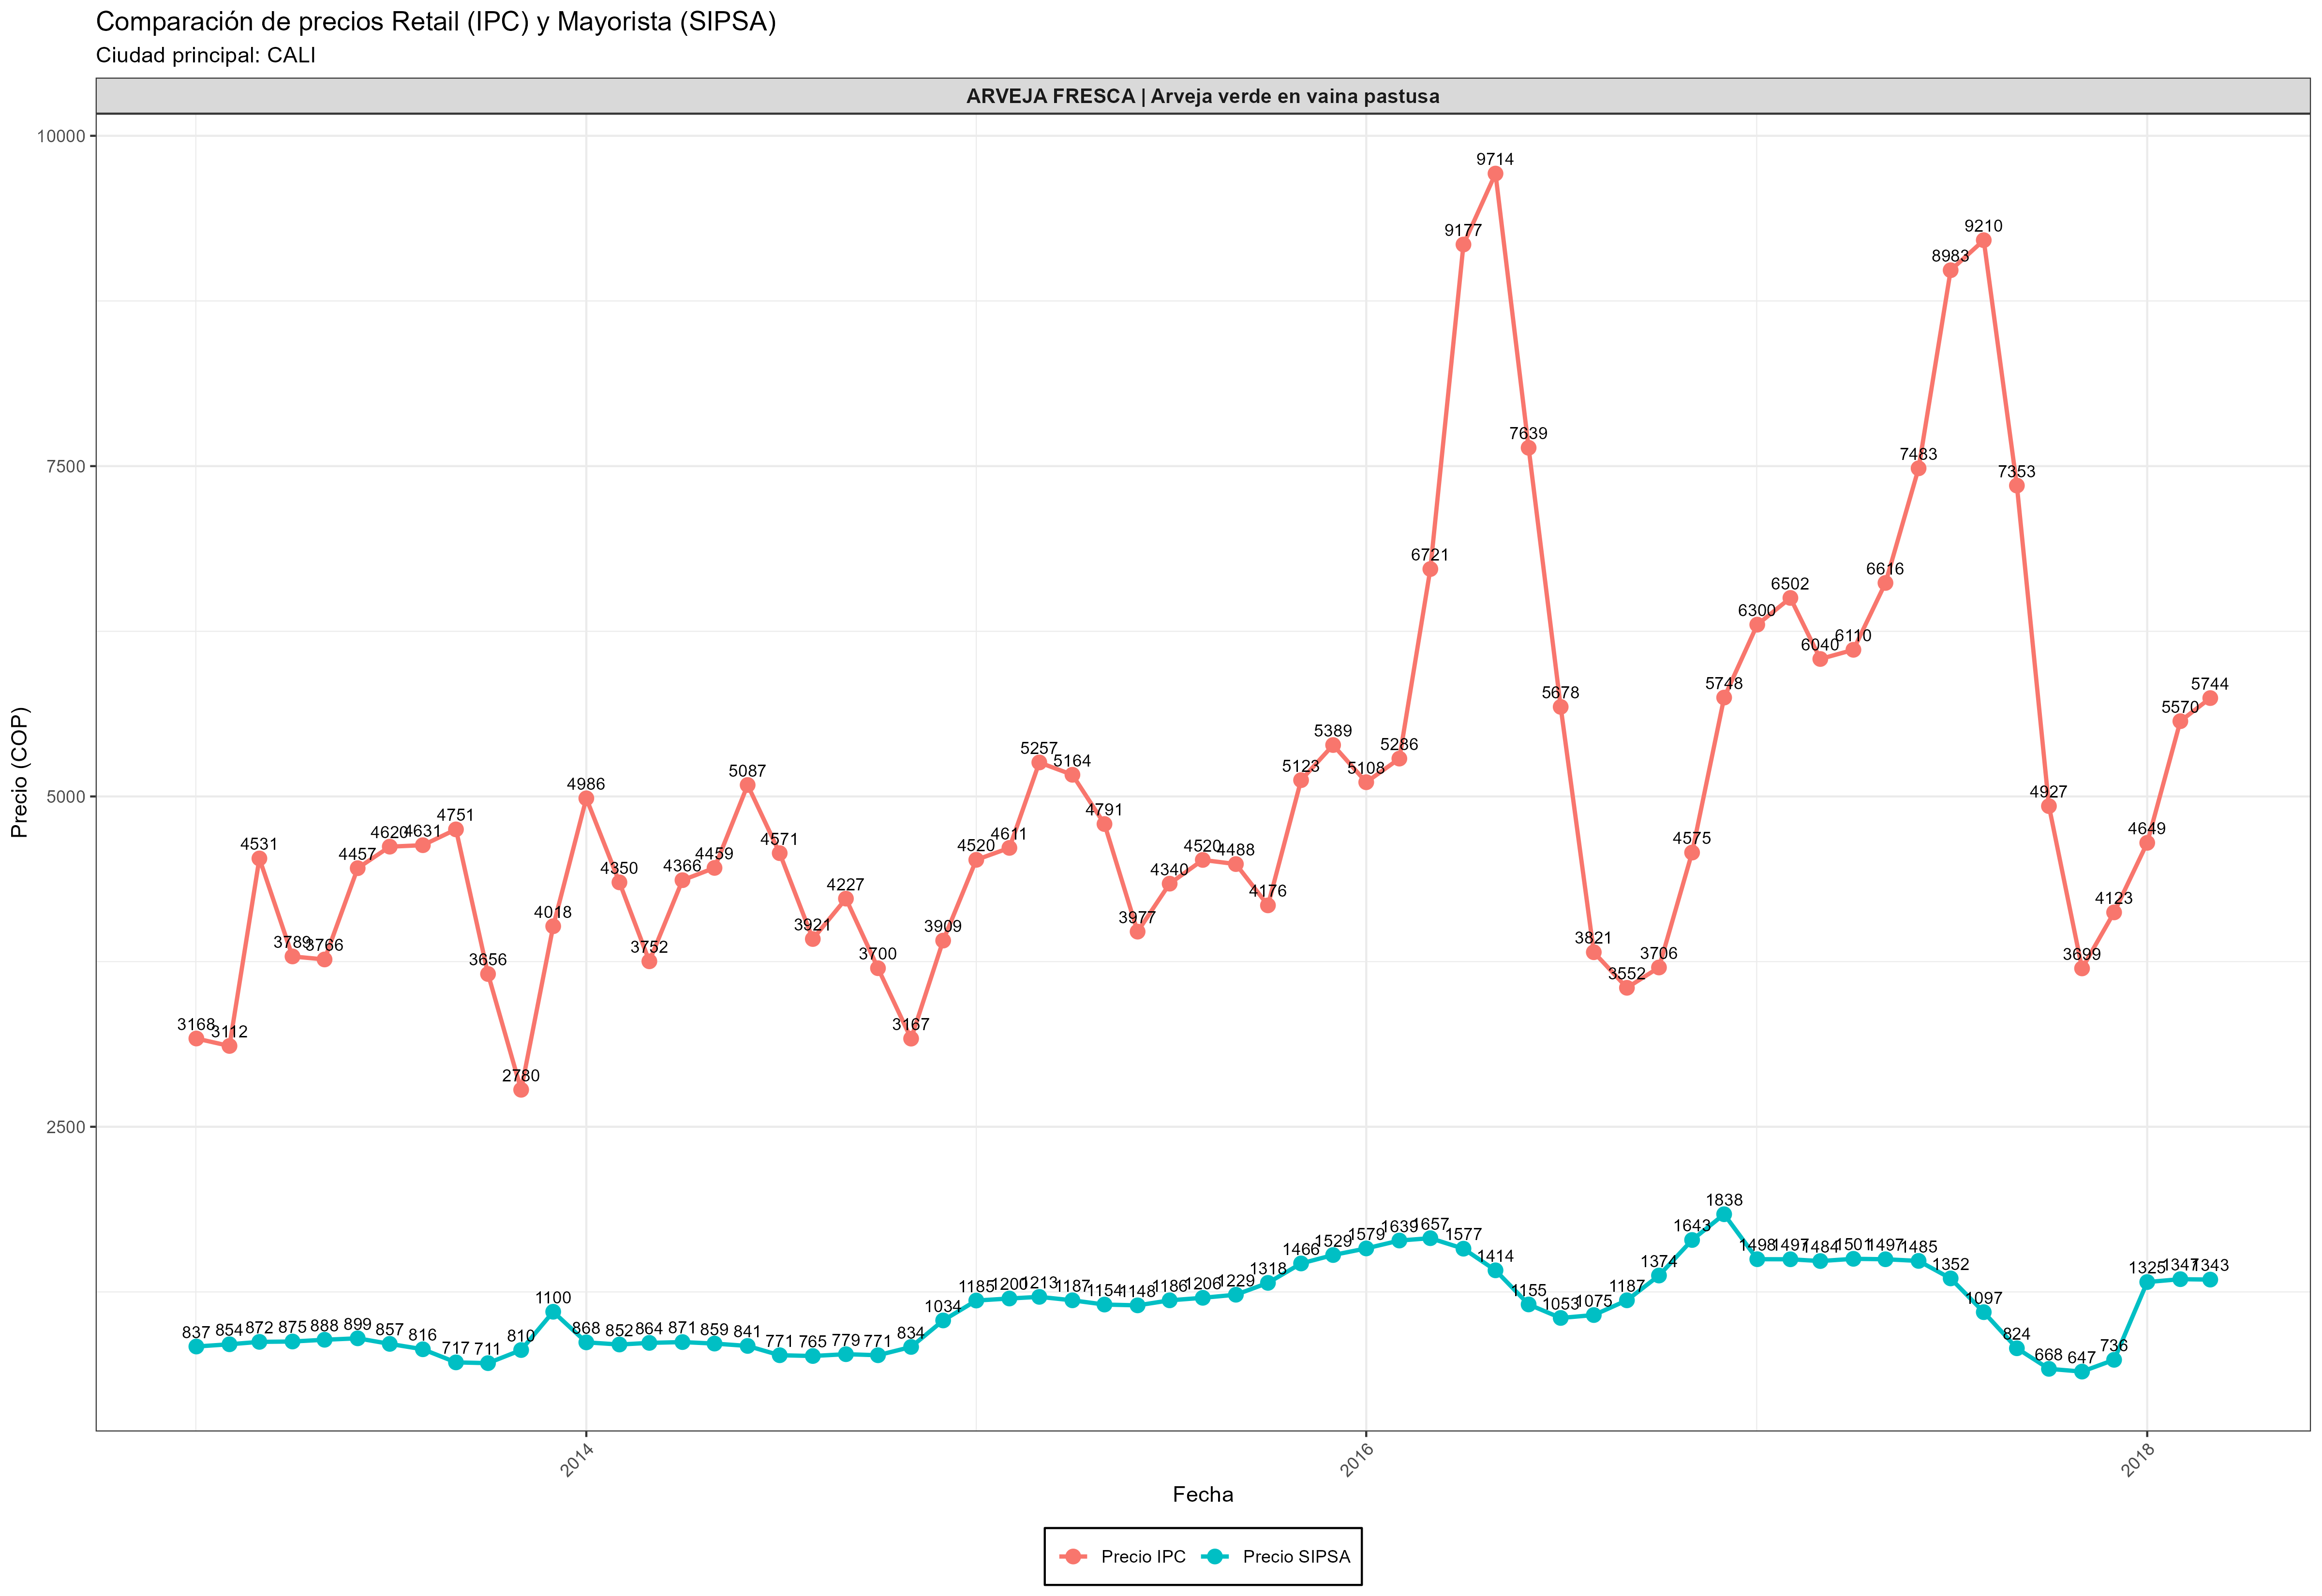 Comparación de precios Retail (IPC) y Mayorista (SIPSA)
Ciudad principal: CALI
ARVEJA FRESCA | Arveja verde en vaina pastusa
Precio (COP)
10000
7500
5000
2500
3168 3112 4531 3789 3766 4457 4620 4631 4751 3656 2780 4018 4986 4350 3752 4366 4459 5087 4571 3921 4227 3700 3167 3909 4520 4611 5257 5164 4791 3977 4340 4520 4488 4176 5123 5389 5108 5286 6721 9177 9714 7639 5678 3821 3552 3706 4575 5748 6300 6502 6040 6110 6616 7483 8983 9210 7353 4927 3699 4123 4649 5570 5744
837 854 872 875 888 899 857 816 717 711 810 1100 868 852 864 871 859 841 771 765 779 771 834 1034 1185 1200 1213 1187 1154 1148 1186 1206 1229 1318 1466 1529 1579 1639 1657 1577 1414 1155 1053 1075 1187 1374 1643 1838 1498 1497 1484 1501 1497 1485 1352 1097 824 668 647 736 1325 1347 1343
2014 2016 2018
Fecha
Precio IPC Precio SIPSA